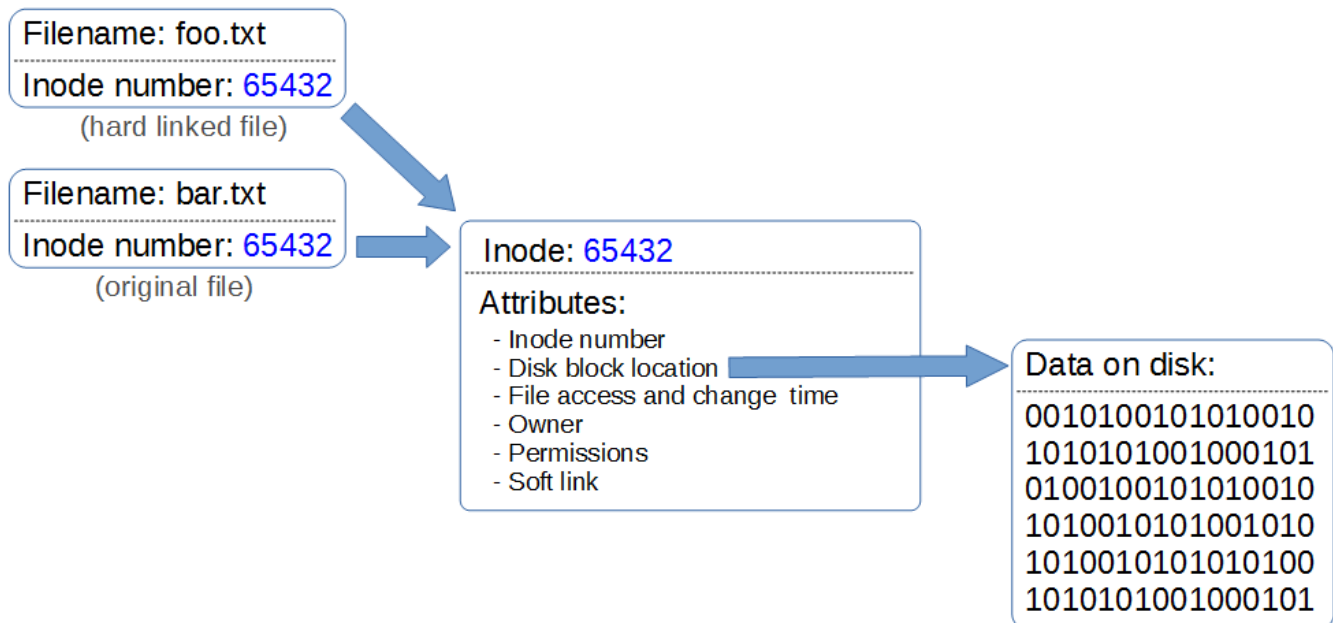 Filename: foo.txt
Inode number: 65432
(hard linked file)
Filename: bar.txt
Inode number: 65432
(original file)
Inode: 65432
Attributes:
- Inode number
- Disk block location
- File access and change time
- Owner
- Permissions
- Soft link
Data on disk:
0010100101010010
1010101001000101
0100100101010010
1010010101001010
1010010101010100
1010101001000101